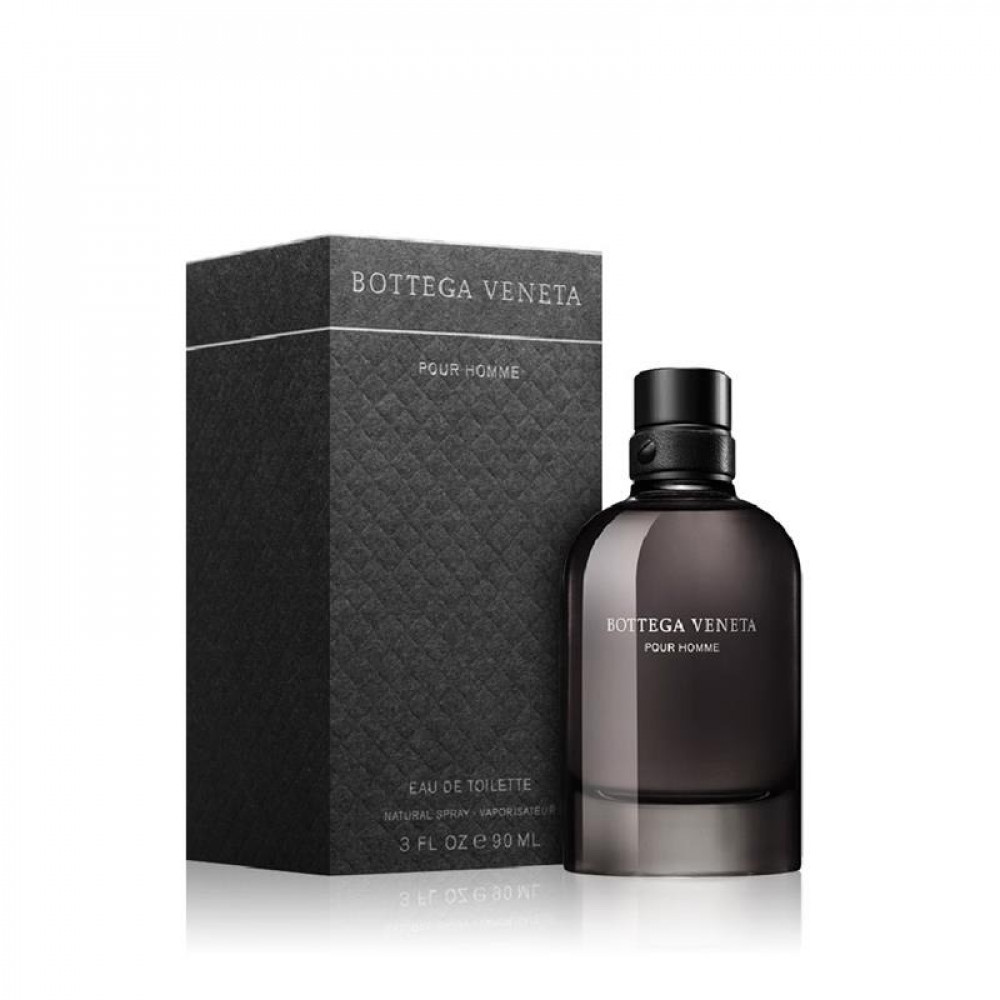 BOTTEGA VENETA
POUR HOMME
EAU DE TOILETTE
NATURAL SPRAY - VAPORISATEUR
3 FL OZ ℮ 90 ML
BOTTEGA VENETA
POUR HOMME